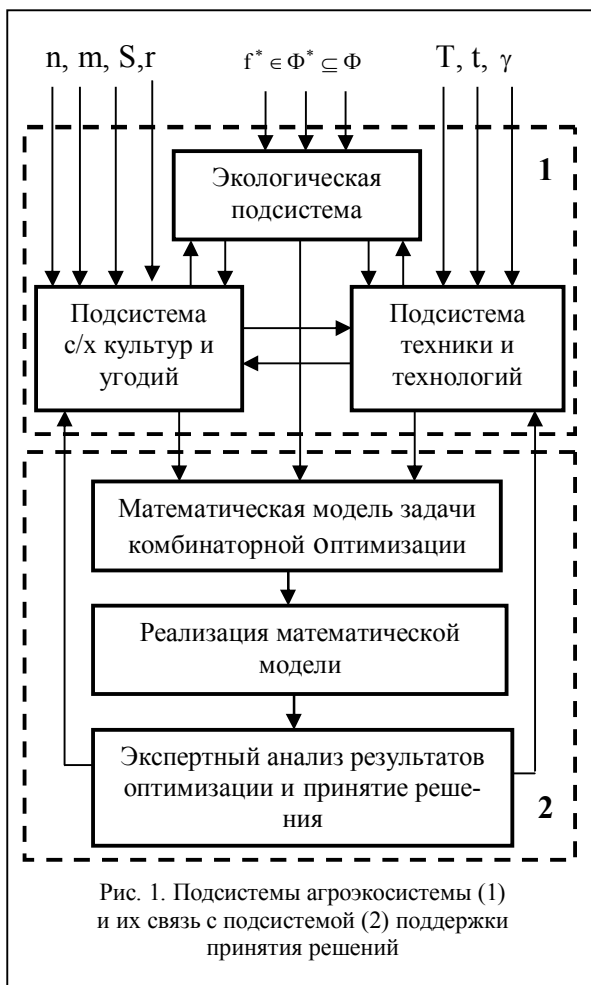 n, m, S,r
f* ∈ Φ* ⊆ Φ
T, t, γ
1
Экологическая
подсистема
Подсистема
с/х культур и
угодий
Подсистема
техники и
технологий
Математическая модель задачи
комбинаторной оптимизации
Реализация математической
модели
Экспертный анализ результатов
оптимизации и принятие реше-
ния
2
Рис. 1. Подсистемы агроэкосистемы (1)
и их связь с подсистемой (2) поддержки
принятия решений